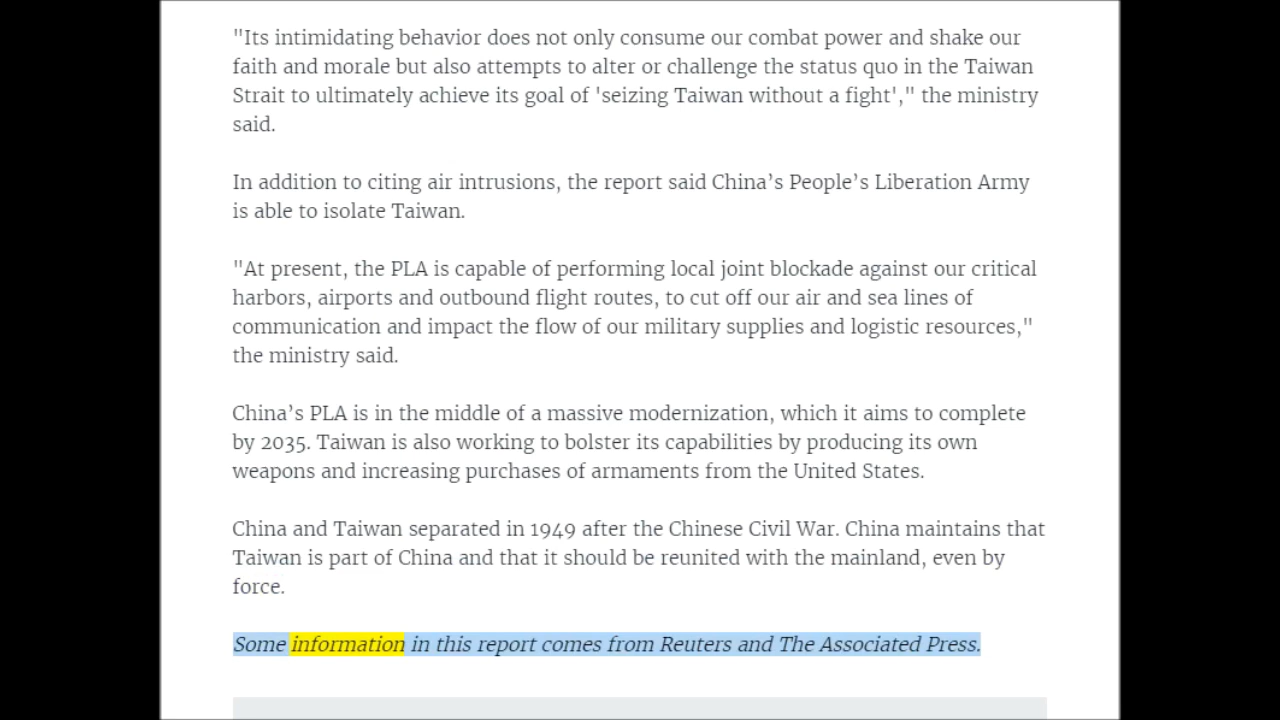 "Its intimidating behavior does not only consume our combat power and shake our
faith and morale but also attempts to alter or challenge the status quo in the Taiwan
Strait to ultimately achieve its goal of 'seizing Taiwan without a fight'," the ministry
said.
In addition to citing air intrusions, the report said China’s People’s Liberation Army
is able to isolate Taiwan.
"At present, the PLA is capable of performing local joint blockade against our critical
harbors, airports and outbound flight routes, to cut off our air and sea lines of
communication and impact the flow of our military supplies and logistic resources,"
the ministry said.
China’s PLA is in the middle of a massive modernization, which it aims to complete
by 2035. Taiwan is also working to bolster its capabilities by producing its own
weapons and increasing purchases of armaments from the United States.
China and Taiwan separated in 1949 after the Chinese Civil War. China maintains that
Taiwan is part of China and that it should be reunited with the mainland, even by
force.
Some information in this report comes from Reuters and The Associated Press.